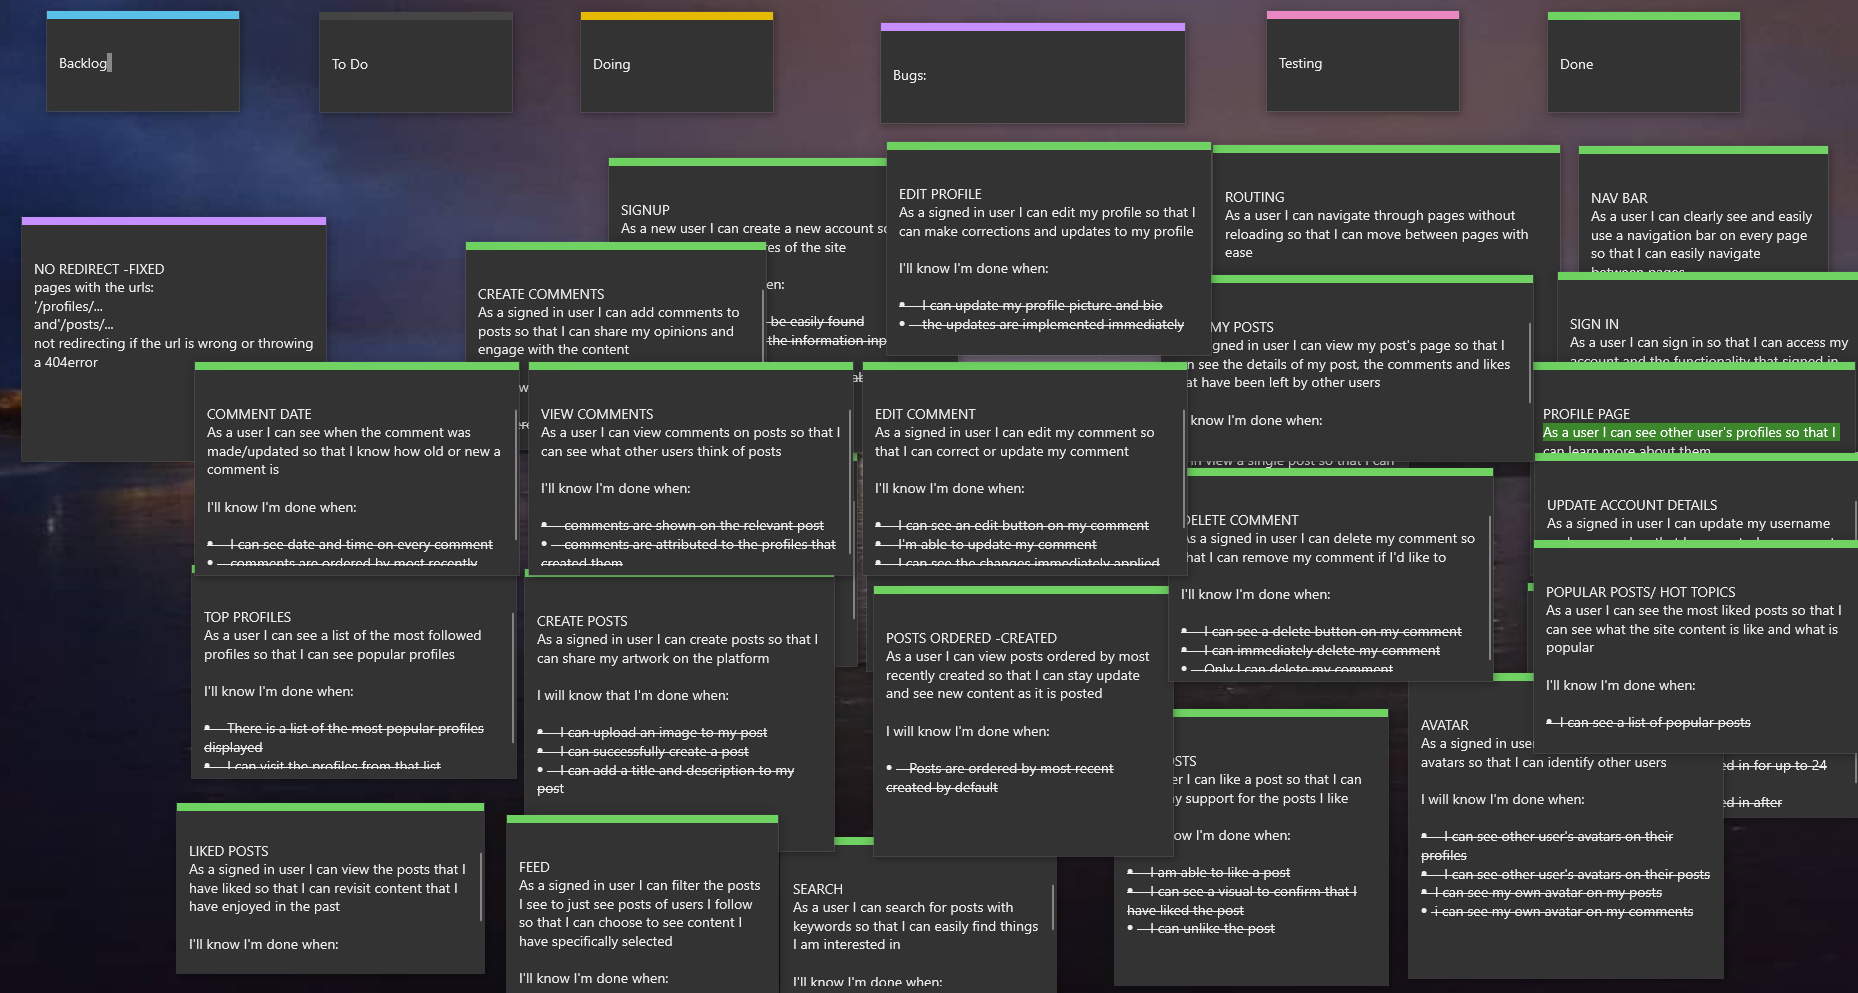 Backlog
To Do
Doing
Bugs:
Testing
Done
NO REDIRECT -FIXED
pages with the urls:
'/profiles/...
and'/posts/...
not redirecting if the url is wrong or throwing
a 404error
SIGNUP
As a new user I can create a new account
of the site
CREATE COMMENTS
As a signed in user I can add comments to
posts so that I can share my opinions and
engage with the content
be easily found
the information
EDIT PROFILE
As a signed in user I can edit my profile so that I
can make corrections and updates to my profile
I'll know I'm done when:
• I can update my profile picture and bio
• the updates are implemented immediately
ROUTING
As a user I can navigate through pages without
reloading so that I can move between pages with
ease
NAV BAR
As a user I can clearly see and easily
use a navigation bar on every page
so that I can easily navigate
between pages
MY POSTS
user I can view my post's page so that I
see the details of my post, the comments and likes
have been left by other users
know I'm done when:
view a single post so that I can
SIGN IN
As a user I can sign in so that I can access my
account and the functionality that signed in
PROFILE PAGE
As a user I can see other user's profiles so that I
can learn more about them
UPDATE ACCOUNT DETAILS
As a signed in user I can update my username
COMMENT DATE
As a user I can see when the comment was
made/updated so that I know how old or new a
comment is
I'll know I'm done when:
• I can see date and time on every comment
• comments are ordered by most recently
VIEW COMMENTS
As a user I can view comments on posts so that I
can see what other users think of posts
I'll know I'm done when:
• comments are shown on the relevant post
• comments are attributed to the profiles that
created them
EDIT COMMENT
As a signed in user I can edit my comment so
that I can correct or update my comment
I'll know I'm done when:
• I can see an edit button on my comment
• I'm able to update my comment
• I can see the changes immediately applied
DELETE COMMENT
As a signed in user I can delete my comment so
that I can remove my comment if I'd like to
I'll know I'm done when:
• I can see a delete button on my comment
• I can immediately delete my comment
• Only I can delete my comment
POPULAR POSTS/ HOT TOPICS
As a user I can see the most liked posts so that I
can see what the site content is like and what is
popular
I'll know I'm done when:
• I can see a list of popular posts
TOP PROFILES
As a user I can see a list of the most followed
profiles so that I can see popular profiles
I'll know I'm done when:
• There is a list of the most popular profiles
displayed
• I can visit the profiles from that list
CREATE POSTS
As a signed in user I can create posts so that I
can share my artwork on the platform
I will know that I'm done when:
• I can upload an image to my post
• I can successfully create a post
• I can add a title and description to my
post
POSTS ORDERED -CREATED
As a user I can view posts ordered by most
recently created so that I can stay update
and see new content as it is posted
I will know I'm done when:
• Posts are ordered by most recent
created by default
I can like a post so that I can
support for the posts I like
know I'm done when:
• I am able to like a post
• I can see a visual to confirm that I
have liked the post
• I can unlike the post
AVATAR
As a signed in user
avatars so that I can identify other users
I will know I'm done when:
• I can see other user's avatars on their
profiles
• I can see other user's avatars on their posts
• I can see my own avatar on my posts
• i can see my own avatar on my comments
in for up to 24
in after
LIKED POSTS
As a signed in user I can view the posts that I
have liked so that I can revisit content that I
have enjoyed in the past
I'll know I'm done when:
FEED
As a signed in user I can filter the posts
I see to just see posts of users I follow
so that I can choose to see content I
have specifically selected
I'll know I'm done when:
SEARCH
As a user I can search for posts with
keywords so that I can easily find things
I am interested in
I'll know I'm done when: